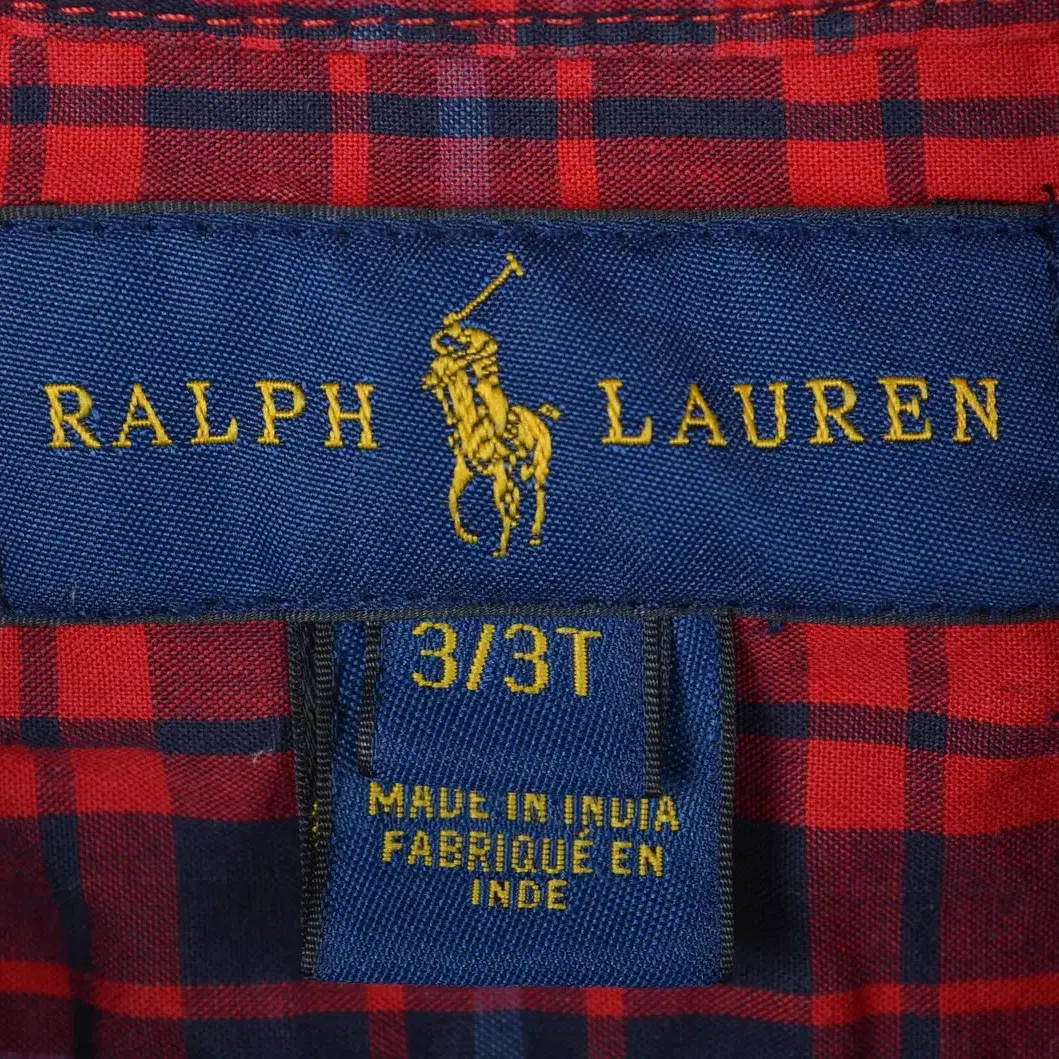 RALPH LAUREN
3/3T
MADE IN INDIA
FABRIQUÉ EN
INDE